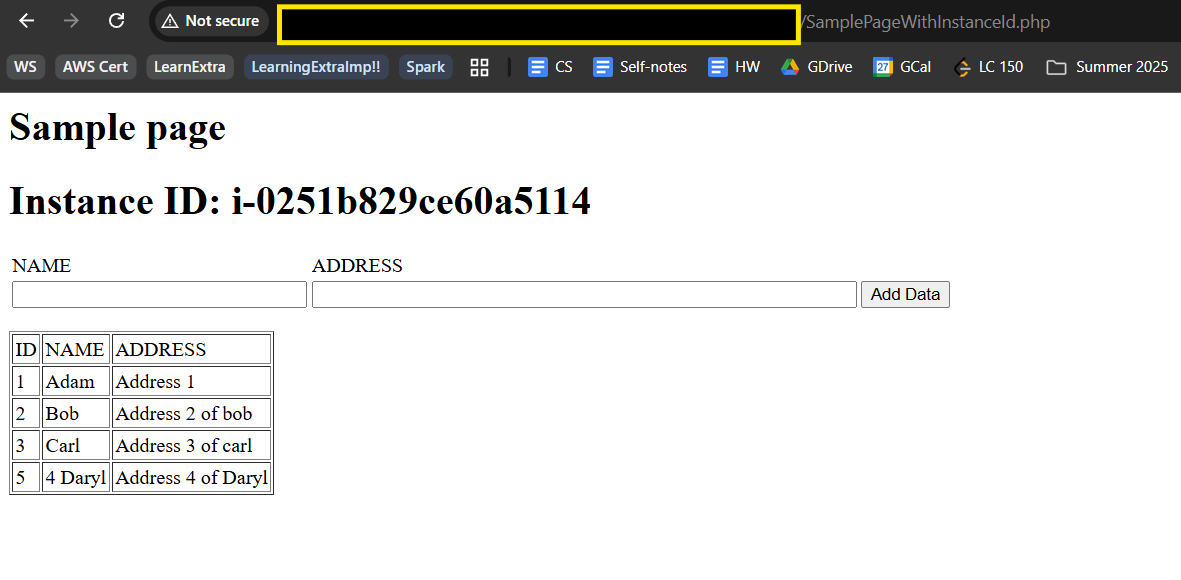 Not secure /SamplePageWithInstanceId.php
WS AWS Cert LearnExtra LearningExtraImp!! Spark CS Self-notes HW GDrive 27 GCal LC 150 Summer 2025
Sample page
Instance ID: i-0251b829ce60a5114
NAME ADDRESS
Add Data
ID NAME ADDRESS
1 Adam Address 1
2 Bob Address 2 of bob
3 Carl Address 3 of carl
5 4 Daryl Address 4 of Daryl